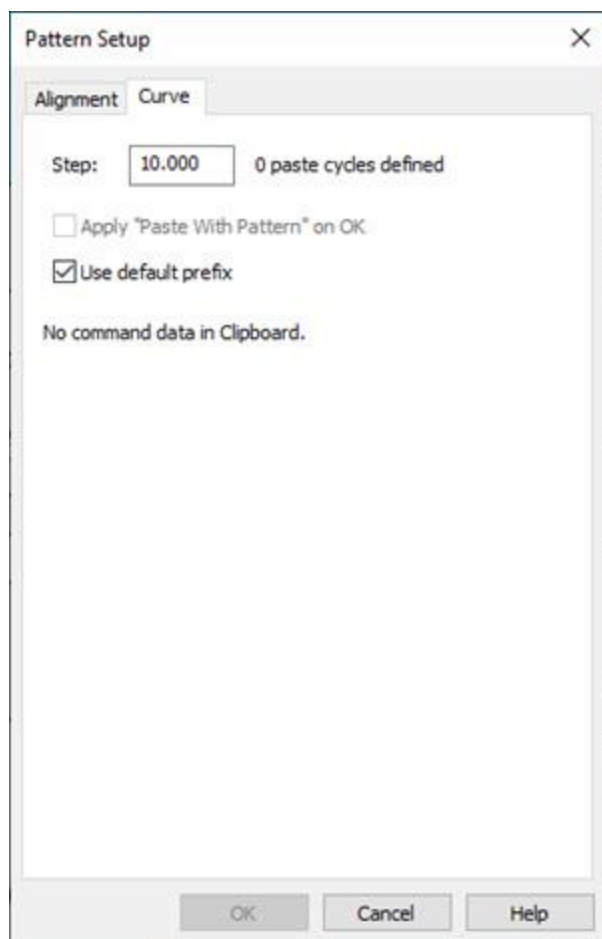 Pattern Setup
Alignment Curve
Step: 10.000 0 paste cycles defined
Apply "Paste With Pattern" on OK
Use default prefix
No command data in Clipboard.
OK Cancel Help